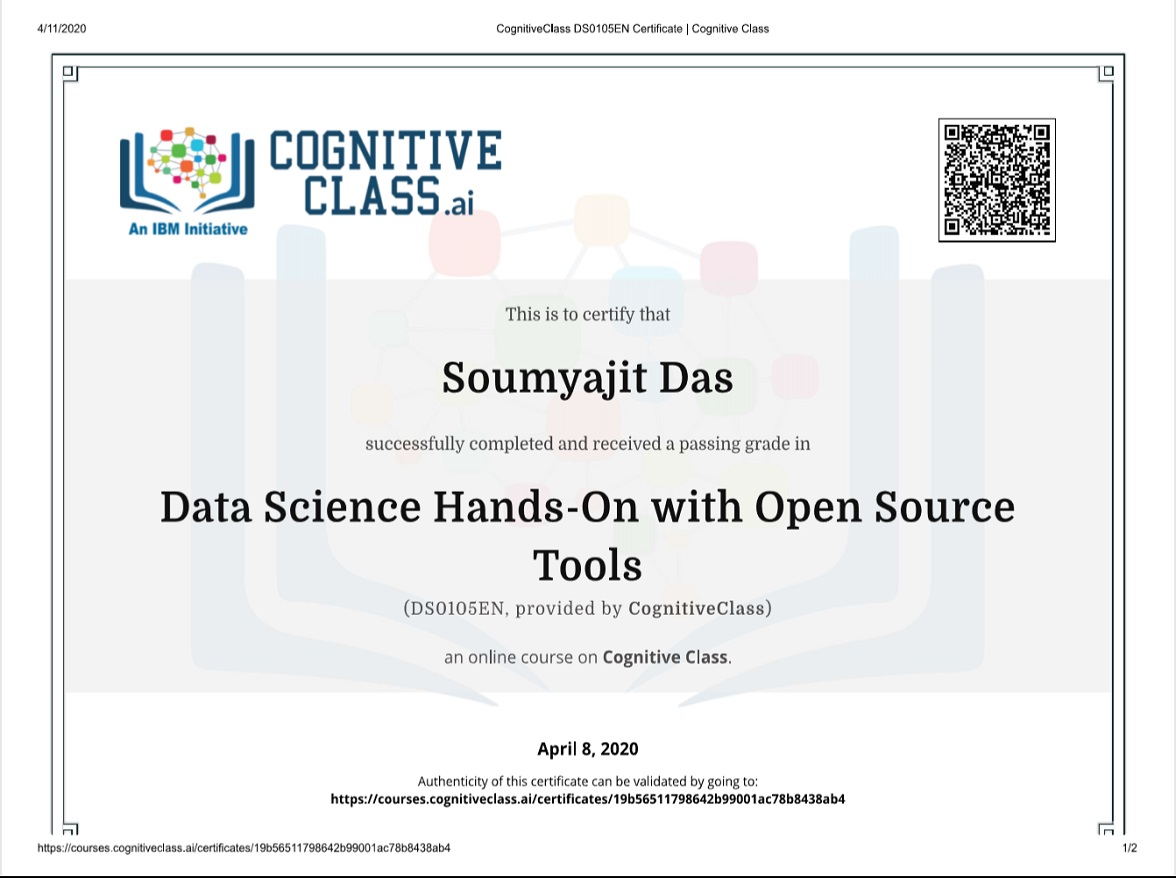 4/11/2020
CognitiveClass DS0105EN Certificate | Cognitive Class
COGNITIVE
CLASS.ai
An IBM Initiative
This is to certify that
Soumyajit Das
successfully completed and received a passing grade in
Data Science Hands-On with Open Source
Tools
(DS0105EN, provided by CognitiveClass)
an online course on Cognitive Class.
April 8, 2020
Authenticity of this certificate can be validated by going to:
https://courses.cognitiveclass.ai/certificates/19b56511798642b99001ac78b8438ab4
https://courses.cognitiveclass.ai/certificates/19b56511798642b99001ac78b8438ab4
1/2